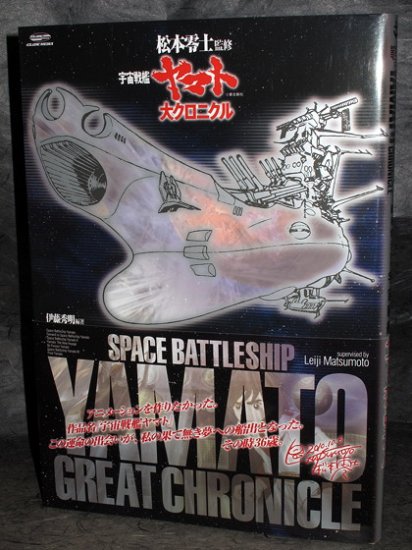 松本零士監修
宇宙戦艦
ヤマト
大クロニクル
伊藤秀明編著
SPACE BATTLESHIP
supervised by
Leiji Matsumoto
YAMATO
アニメーションを作りたかった。
作品名「宇宙戦艦ヤマト」
この運命の出会いが、私の果て無き夢への船出となった。
その時36歳。
GREAT CHRONICLE